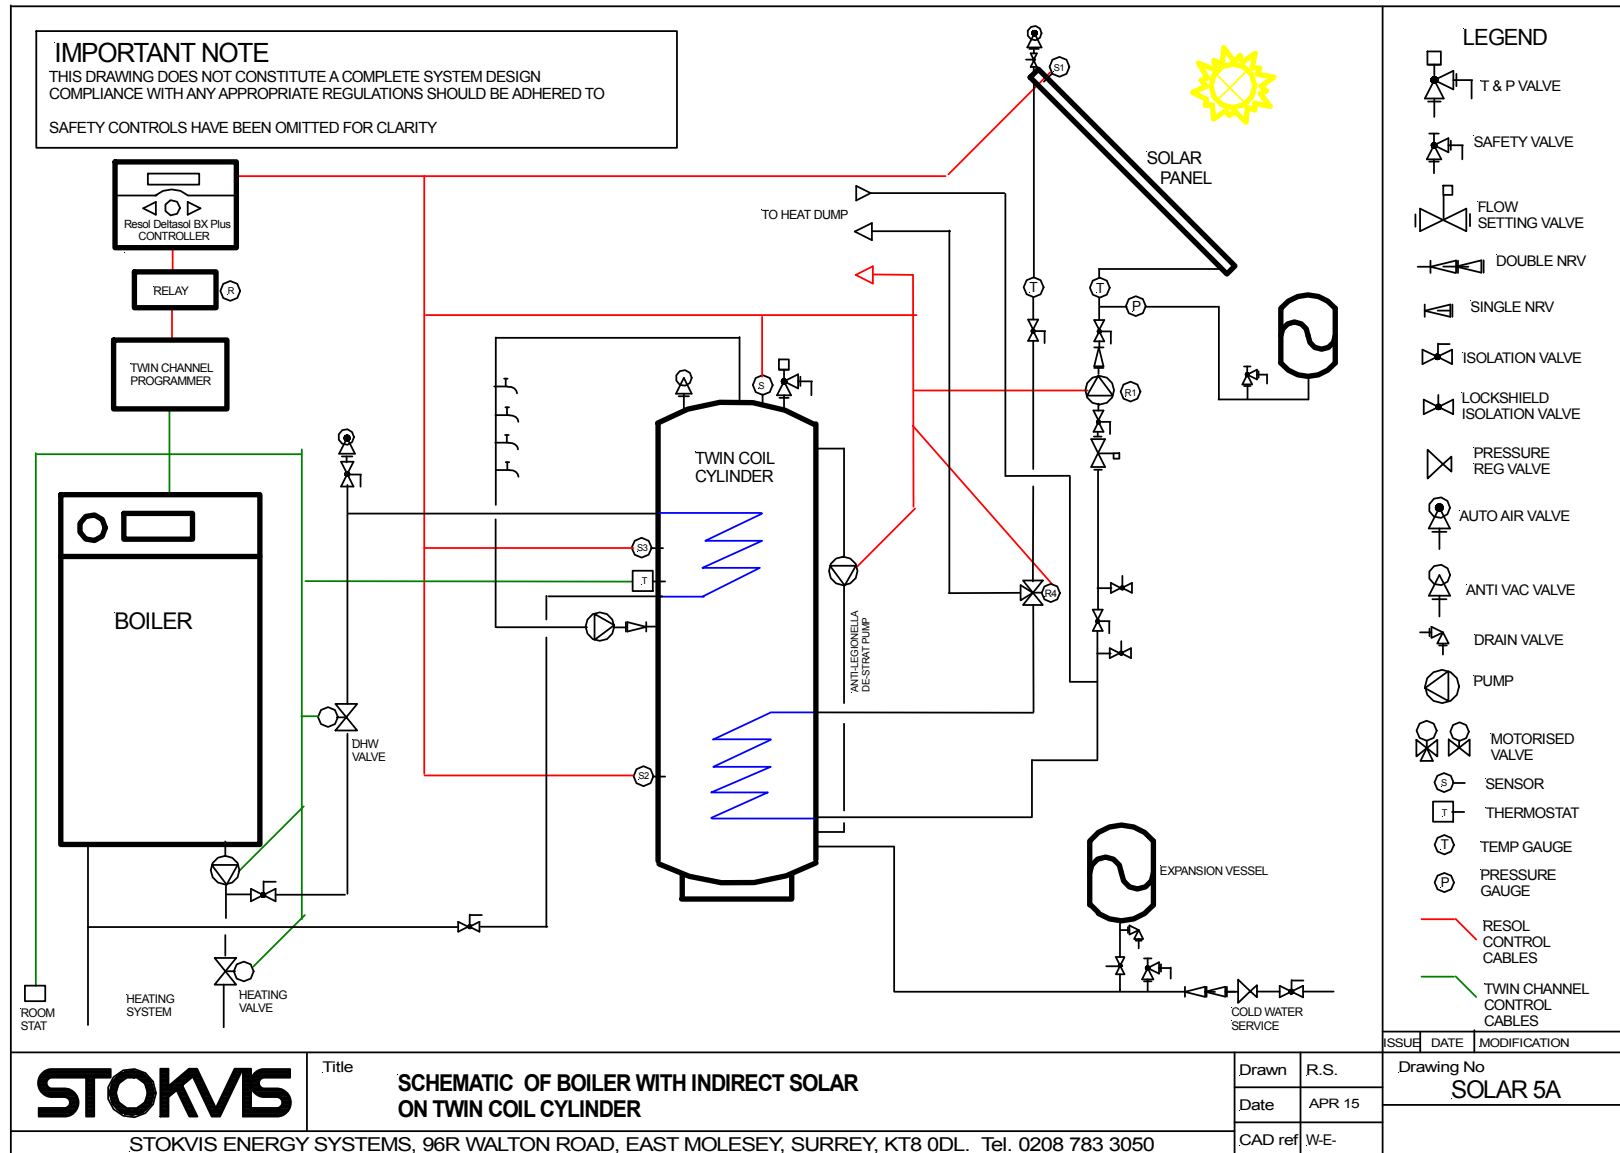 IMPORTANT NOTE
THIS DRAWING DOES NOT CONSTITUTE A COMPLETE SYSTEM DESIGN
COMPLIANCE WITH ANY APPROPRIATE REGULATIONS SHOULD BE ADHERED TO
SAFETY CONTROLS HAVE BEEN OMITTED FOR CLARITY
Resol Deltasol BX Plus
CONTROLLER
RELAY
R
TWIN CHANNEL
PROGRAMMER
BOILER
ROOM
STAT
HEATING
SYSTEM
HEATING
VALVE
DHW
VALVE
S1
SOLAR
PANEL
TO HEAT DUMP
T
T
P
R1
S
TWIN COIL
CYLINDER
S3
T
S2
ANTI-LEGIONELLA
DE-STRAT PUMP
R4
EXPANSION VESSEL
COLD WATER
SERVICE
LEGEND
T & P VALVE
SAFETY VALVE
FLOW
SETTING VALVE
DOUBLE NRV
SINGLE NRV
ISOLATION VALVE
LOCKSHIELD
ISOLATION VALVE
PRESSURE
REG VALVE
AUTO AIR VALVE
ANTI VAC VALVE
DRAIN VALVE
PUMP
MOTORISED
VALVE
S
SENSOR
T
THERMOSTAT
T
TEMP GAUGE
P
PRESSURE
GAUGE
RESOL
CONTROL
CABLES
TWIN CHANNEL
CONTROL
CABLES
ISSUE DATE MODIFICATION
STOKVIS
Title
SCHEMATIC OF BOILER WITH INDIRECT SOLAR
ON TWIN COIL CYLINDER
Drawn R.S.
Date APR 15
CAD ref W-E-
Drawing No
SOLAR 5A
STOKVIS ENERGY SYSTEMS, 96R WALTON ROAD, EAST MOLESEY, SURREY, KT8 0DL. Tel. 0208 783 3050